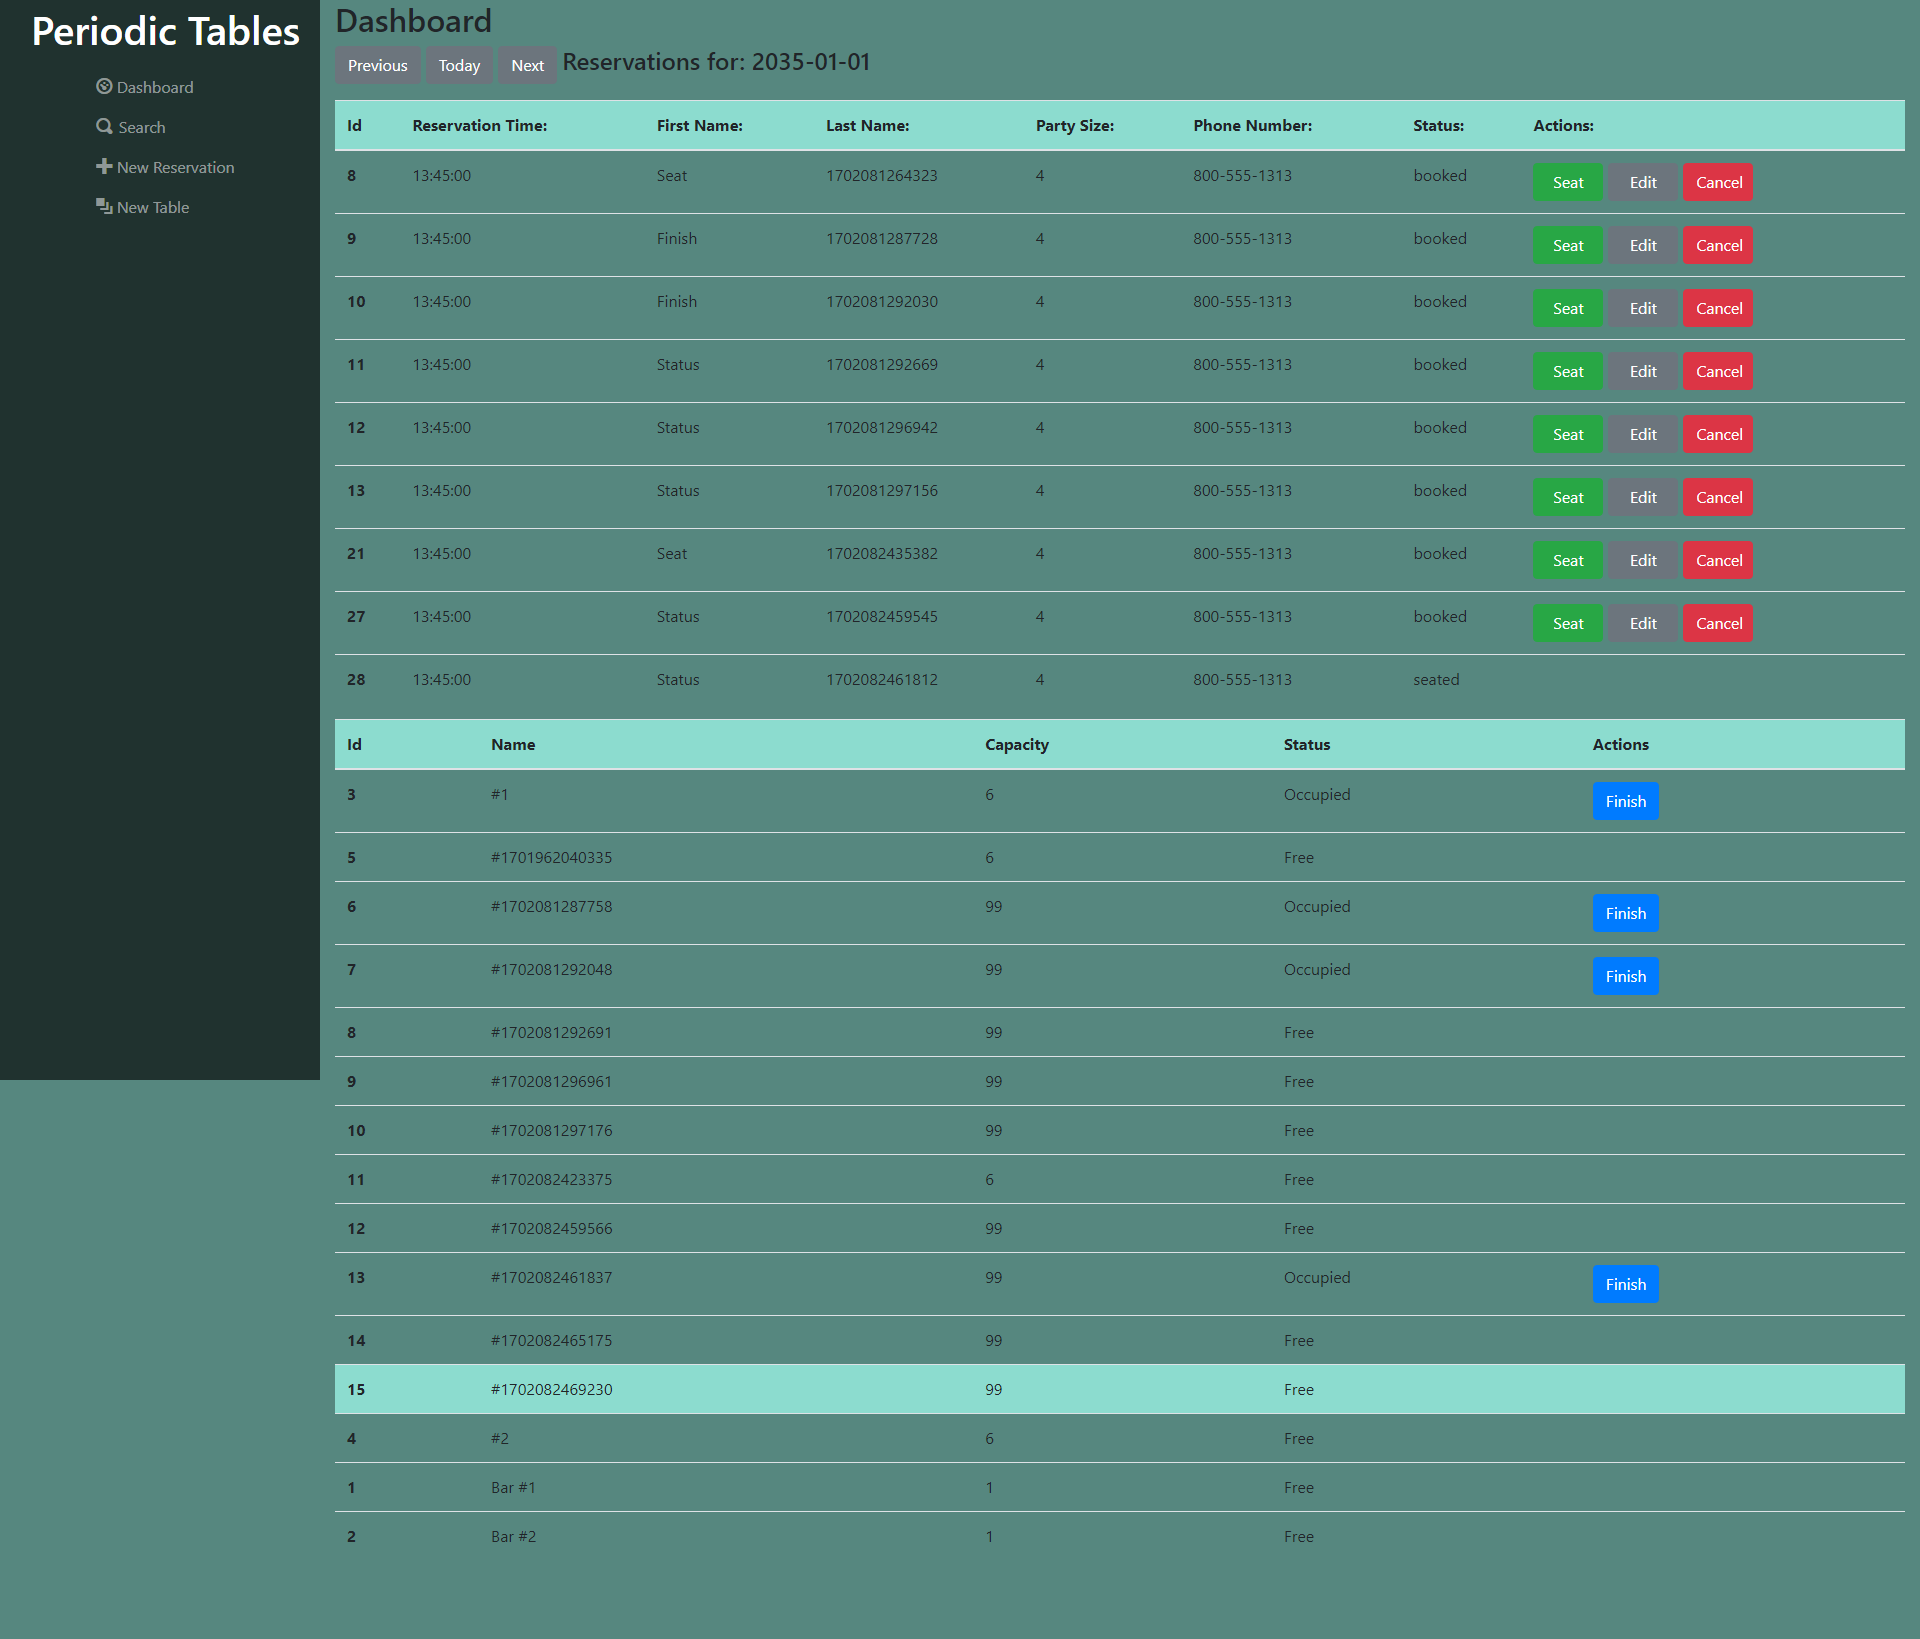 Periodic Tables
Dashboard
Search
New Reservation
New Table
Dashboard
Previous Today Next Reservations for: 2035-01-01
Id Reservation Time: First Name: Last Name: Party Size: Phone Number: Status: Actions:
8 13:45:00 Seat 1702081264323 4 800-555-1313 booked Seat Edit Cancel
9 13:45:00 Finish 1702081287728 4 800-555-1313 booked Seat Edit Cancel
10 13:45:00 Finish 1702081292030 4 800-555-1313 booked Seat Edit Cancel
11 13:45:00 Status 1702081292669 4 800-555-1313 booked Seat Edit Cancel
12 13:45:00 Status 1702081296942 4 800-555-1313 booked Seat Edit Cancel
13 13:45:00 Status 1702081297156 4 800-555-1313 booked Seat Edit Cancel
21 13:45:00 Seat 1702082435382 4 800-555-1313 booked Seat Edit Cancel
27 13:45:00 Status 1702082459545 4 800-555-1313 booked Seat Edit Cancel
28 13:45:00 Status 1702082461812 4 800-555-1313 seated
Id Name Capacity Status Actions
3 #1 6 Occupied Finish
5 #1701962040335 6 Free
6 #1702081287758 99 Occupied Finish
7 #1702081292048 99 Occupied Finish
8 #1702081292691 99 Free
9 #1702081296961 99 Free
10 #1702081297176 99 Free
11 #1702082423375 6 Free
12 #1702082459566 99 Free
13 #1702082461837 99 Occupied Finish
14 #1702082465175 99 Free
15 #1702082469230 99 Free
4 #2 6 Free
1 Bar #1 1 Free
2 Bar #2 1 Free